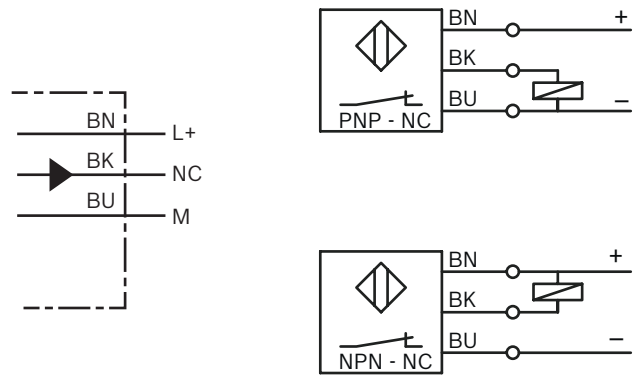 BN L+
BK NC
BU M
BN +
BK
BU −
PNP - NC
BN +
BK
BU −
NPN - NC